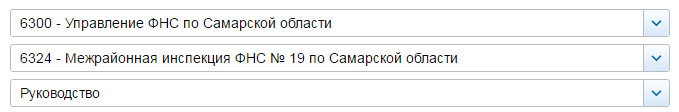 6300 - Управление ФНС по Самарской области
6324 - Межрайонная инспекция ФНС № 19 по Самарской области
Руководство